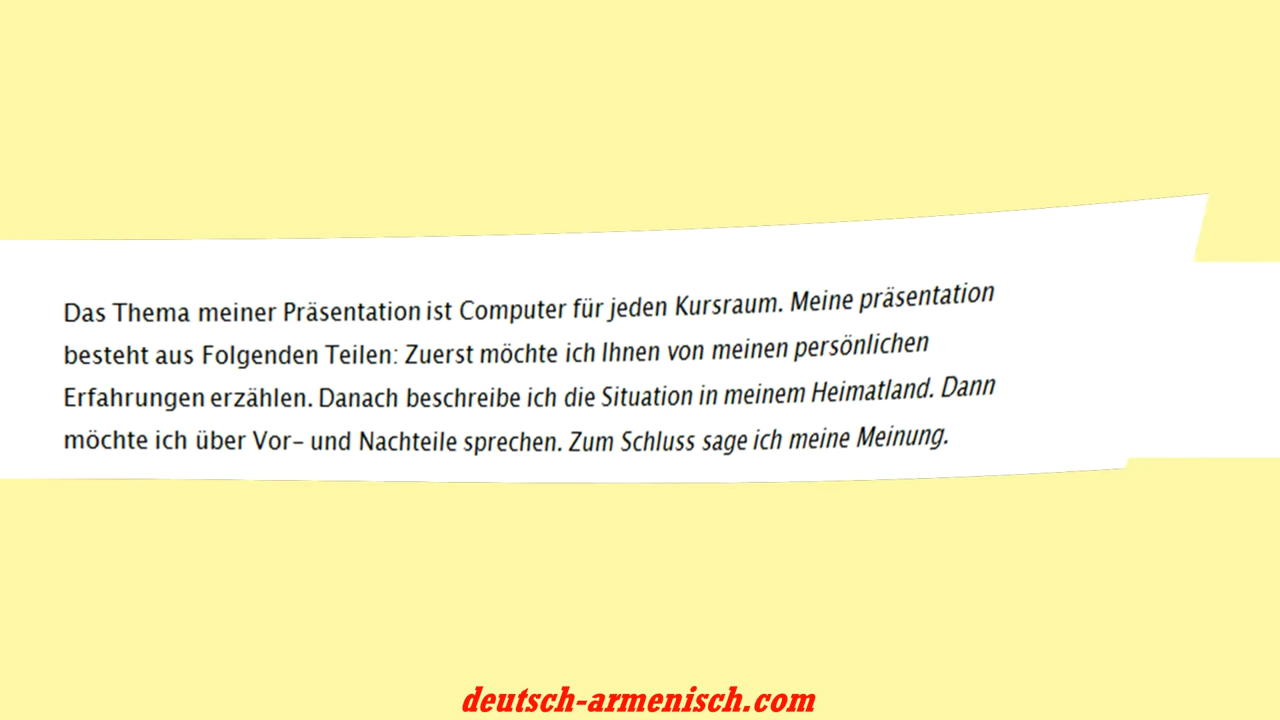 Das Thema meiner Präsentation ist Computer für jeden Kursraum. Meine präsentation
besteht aus Folgenden Teilen: Zuerst möchte ich Ihnen von meinen persönlichen
Erfahrungen erzählen. Danach beschreibe ich die Situation in meinem Heimatland. Dann
möchte ich über Vor– und Nachteile sprechen. Zum Schluss sage ich meine Meinung.
deutsch-armenisch.com